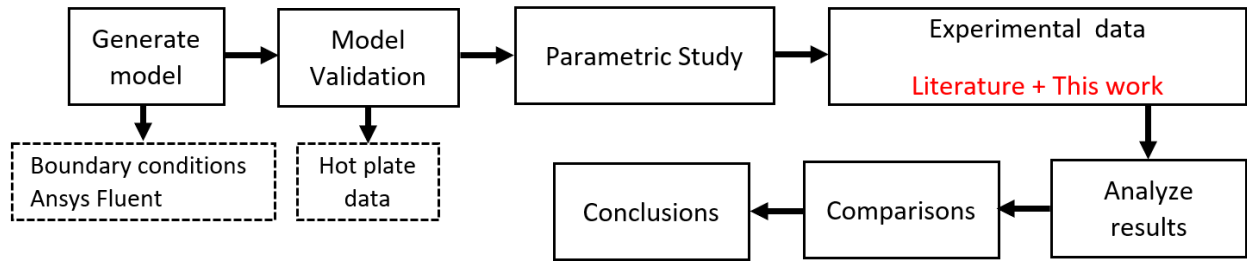 Generate
model
Model
Validation
Parametric Study
Experimental data
Literature + This work
Boundary conditions
Ansys Fluent
Hot plate
data
Analyze
results
Comparisons
Conclusions